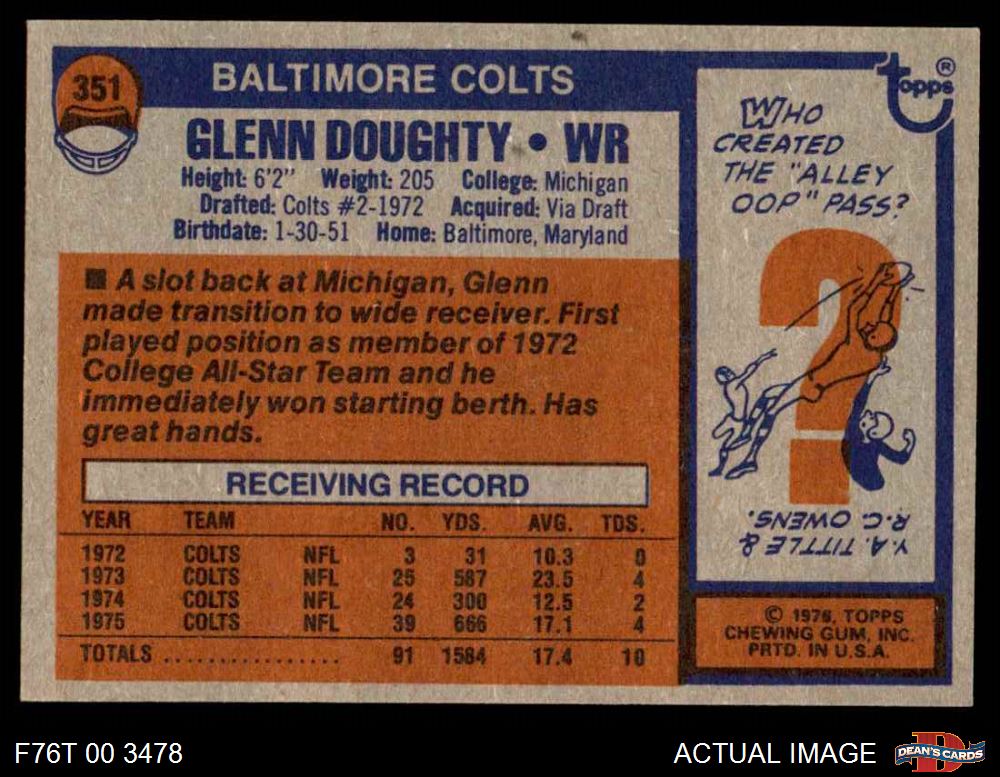 351
BALTIMORE COLTS
GLENN DOUGHTY • WR
Height: 6'2" Weight: 205 College: Michigan
Drafted: Colts #2-1972 Acquired: Via Draft
Birthdate: 1-30-51 Home: Baltimore, Maryland
■ A slot back at Michigan, Glenn
made transition to wide receiver. First
played position as member of 1972
College All-Star Team and he
immediately won starting berth. Has
great hands.
RECEIVING RECORD
YEAR TEAM NO. YDS. AVG. TDS.
1972 COLTS NFL 3 31 10.3 0
1973 COLTS NFL 25 587 23.5 4
1974 COLTS NFL 24 300 12.5 2
1975 COLTS NFL 39 666 17.1 4
TOTALS ................ 91 1584 17.4 10
Topps ®
WHO
CREATED
THE "ALLEY
OOP" PASS?
Y.A. TITTLE &
R.C. OWENS.
© 1976, TOPPS
CHEWING GUM, INC.
PRTD. IN U.S.A.
F76T 00 3478
ACTUAL IMAGE
D
DEAN'S CARDS